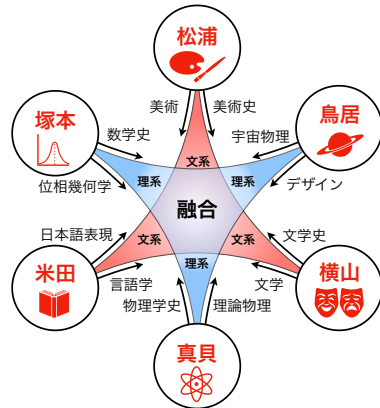 松浦
美術
美術史
塚本
数学史
位相幾何学
鳥居
宇宙物理
デザイン
文系
理系
理系
融合
文系
文系
理系
日本語表現
言語学
米田
文学史
文学
横山
物理学史
理論物理
真貝